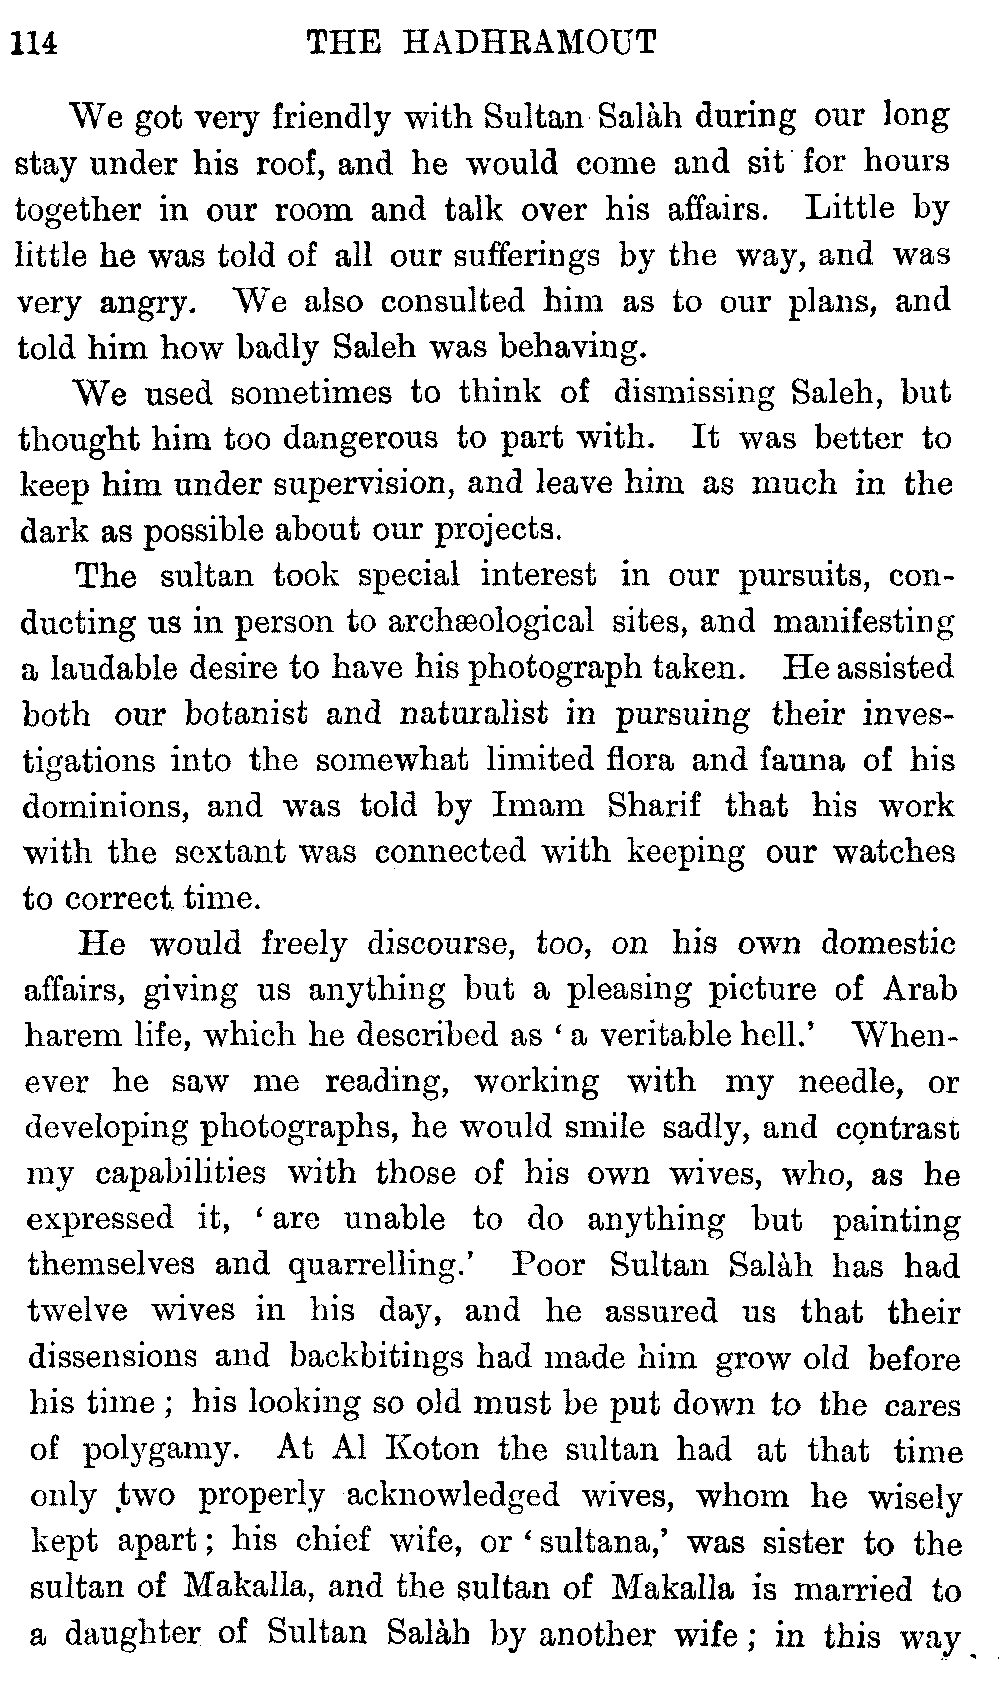 114 THE HADHRAMOUT
We got very friendly with Sultan Salàh during our long
stay under his roof, and he would come and sit for hours
together in our room and talk over his affairs. Little by
little he was told of all our sufferings by the way, and was
very angry. We also consulted him as to our plans, and
told him how badly Saleh was behaving.
We used sometimes to think of dismissing Saleh, but
thought him too dangerous to part with. It was better to
keep him under supervision, and leave him as much in the
dark as possible about our projects.
The sultan took special interest in our pursuits, con-
ducting us in person to archæological sites, and manifesting
a laudable desire to have his photograph taken. He assisted
both our botanist and naturalist in pursuing their inves-
tigations into the somewhat limited flora and fauna of his
dominions, and was told by Imam Sharif that his work
with the sextant was connected with keeping our watches
to correct time.
He would freely discourse, too, on his own domestic
affairs, giving us anything but a pleasing picture of Arab
harem life, which he described as ‘ a veritable hell.’ When-
ever he saw me reading, working with my needle, or
developing photographs, he would smile sadly, and contrast
my capabilities with those of his own wives, who, as he
expressed it, ‘ are unable to do anything but painting
themselves and quarrelling.’ Poor Sultan Salàh has had
twelve wives in his day, and he assured us that their
dissensions and backbitings had made him grow old before
his time ; his looking so old must be put down to the cares
of polygamy. At Al Koton the sultan had at that time
only two properly acknowledged wives, whom he wisely
kept apart ; his chief wife, or ‘ sultana,’ was sister to the
sultan of Makalla, and the sultan of Makalla is married to
a daughter of Sultan Salàh by another wife ; in this way